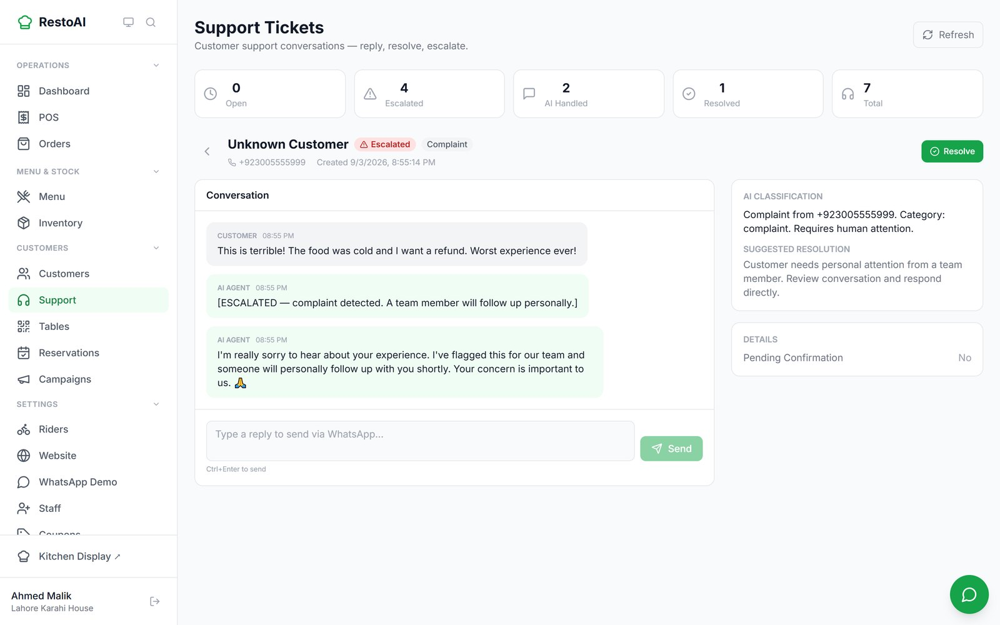 RestoAI
OPERATIONS
Dashboard
POS
Orders
MENU & STOCK
Menu
Inventory
CUSTOMERS
Customers
Support
Tables
Reservations
Campaigns
SETTINGS
Riders
Website
WhatsApp Demo
Staff
Coupons
Kitchen Display ↗
Ahmed Malik
Lahore Karahi House
Support Tickets
Customer support conversations — reply, resolve, escalate.
Refresh
0
Open
4
Escalated
2
AI Handled
1
Resolved
7
Total
Unknown Customer Escalated Complaint
+923005555999 Created 9/3/2026, 8:55:14 PM
Resolve
Conversation
CUSTOMER 08:55 PM
This is terrible! The food was cold and I want a refund. Worst experience ever!
AI AGENT 08:55 PM
[ESCALATED — complaint detected. A team member will follow up personally.]
AI AGENT 08:55 PM
I'm really sorry to hear about your experience. I've flagged this for our team and
someone will personally follow up with you shortly. Your concern is important to
us. 🙏
Type a reply to send via WhatsApp...
Send
Ctrl+Enter to send
AI CLASSIFICATION
Complaint from +923005555999. Category:
complaint. Requires human attention.
SUGGESTED RESOLUTION
Customer needs personal attention from a team
member. Review conversation and respond
directly.
DETAILS
Pending Confirmation No